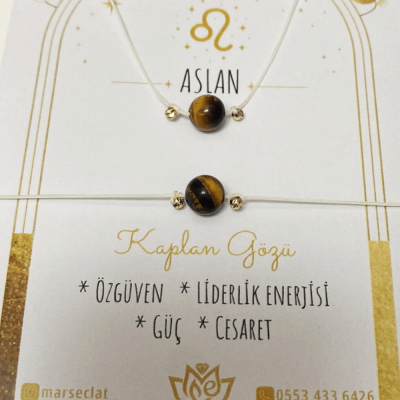 ASLAN
Kaplan Gözü
* ÖZGÜVEN * LİDERLİK ENERJİSİ
* GÜÇ * CESARET
marseclat 0553 433 6426